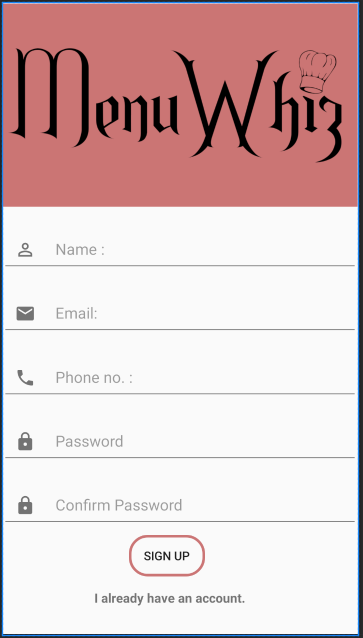 MenuWhiz
Name :
Email:
Phone no. :
Password
Confirm Password
SIGN UP
I already have an account.